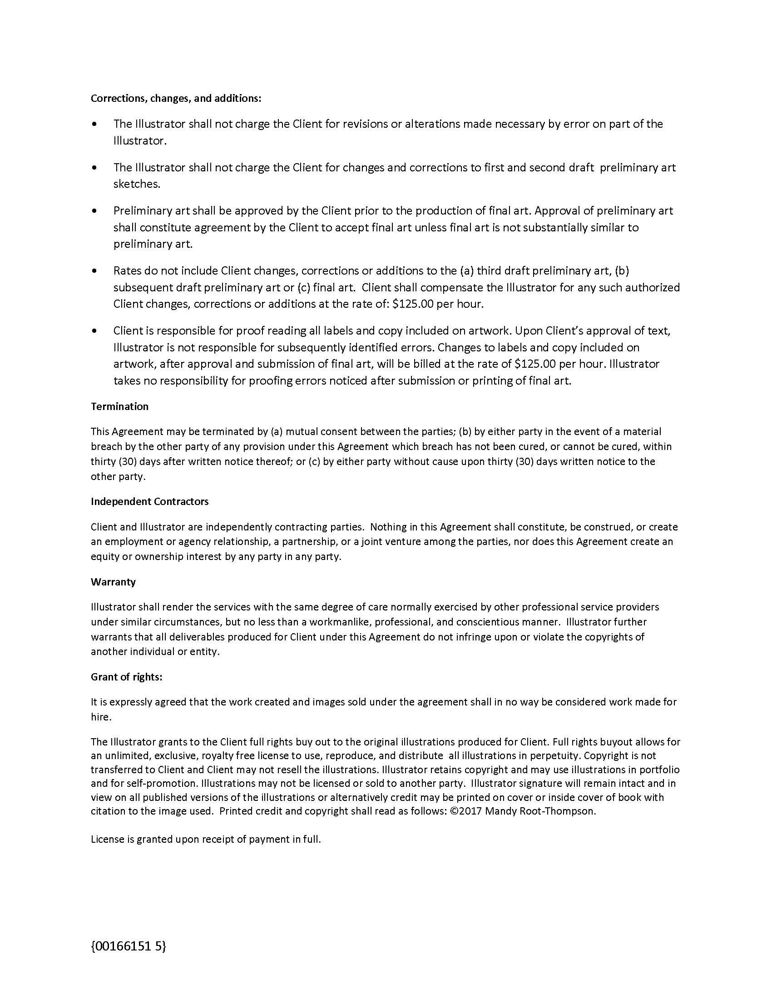 Corrections, changes, and additions:
• The Illustrator shall not charge the Client for revisions or alterations made necessary by error on part of the
Illustrator.
• The Illustrator shall not charge the Client for changes and corrections to first and second draft  preliminary art
sketches.
• Preliminary art shall be approved by the Client prior to the production of final art. Approval of preliminary art
shall constitute agreement by the Client to accept final art unless final art is not substantially similar to
preliminary art.
• Rates do not include Client changes, corrections or additions to the (a) third draft preliminary art, (b)
subsequent draft preliminary art or (c) final art.  Client shall compensate the Illustrator for any such authorized
Client changes, corrections or additions at the rate of: $125.00 per hour.
• Client is responsible for proof reading all labels and copy included on artwork. Upon Client’s approval of text,
Illustrator is not responsible for subsequently identified errors. Changes to labels and copy included on
artwork, after approval and submission of final art, will be billed at the rate of $125.00 per hour. Illustrator
takes no responsibility for proofing errors noticed after submission or printing of final art.
Termination
This Agreement may be terminated by (a) mutual consent between the parties; (b) by either party in the event of a material
breach by the other party of any provision under this Agreement which breach has not been cured, or cannot be cured, within
thirty (30) days after written notice thereof; or (c) by either party without cause upon thirty (30) days written notice to the
other party.
Independent Contractors
Client and Illustrator are independently contracting parties.  Nothing in this Agreement shall constitute, be construed, or create
an employment or agency relationship, a partnership, or a joint venture among the parties, nor does this Agreement create an
equity or ownership interest by any party in any party.
Warranty
Illustrator shall render the services with the same degree of care normally exercised by other professional service providers
under similar circumstances, but no less than a workmanlike, professional, and conscientious manner.  Illustrator further
warrants that all deliverables produced for Client under this Agreement do not infringe upon or violate the copyrights of
another individual or entity.
Grant of rights:
It is expressly agreed that the work created and images sold under the agreement shall in no way be considered work made for
hire.
The Illustrator grants to the Client full rights buy out to the original illustrations produced for Client. Full rights buyout allows for
an unlimited, exclusive, royalty free license to use, reproduce, and distribute  all illustrations in perpetuity. Copyright is not
transferred to Client and Client may not resell the illustrations. Illustrator retains copyright and may use illustrations in portfolio
and for self-promotion. Illustrations may not be licensed or sold to another party.  Illustrator signature will remain intact and in
view on all published versions of the illustrations or alternatively credit may be printed on cover or inside cover of book with
citation to the image used.  Printed credit and copyright shall read as follows: ©2017 Mandy Root-Thompson.
License is granted upon receipt of payment in full.
{00166151 5}